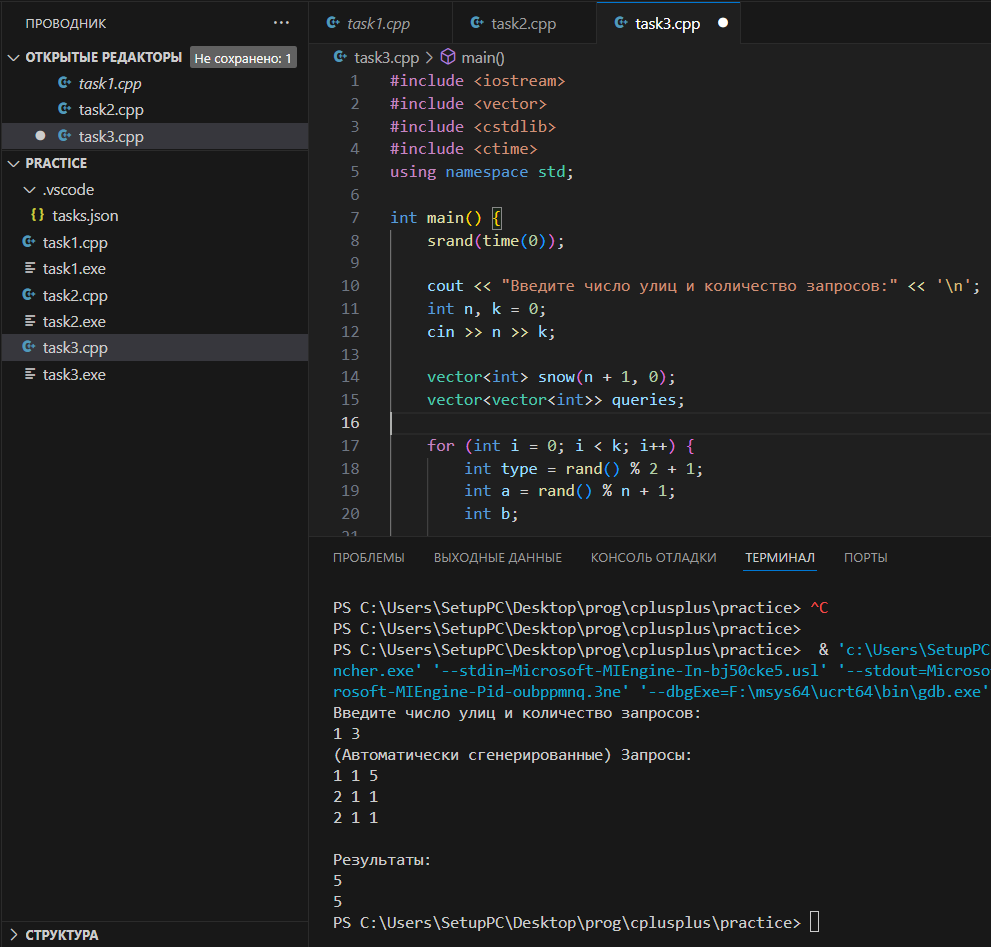 ПРОВОДНИК ···
ОТКРЫТЫЕ РЕДАКТОРЫ Не сохранено: 1
task1.cpp
task2.cpp
task3.cpp
PRACTICE
.vscode
{} tasks.json
task1.cpp
task1.exe
task2.cpp
task2.exe
task3.cpp
task3.exe
СТРУКТУРА
task1.cpp task2.cpp task3.cpp
task3.cpp > main()
1 #include <iostream>
2 #include <vector>
3 #include <cstdlib>
4 #include <ctime>
5 using namespace std;
6
7 int main() {
8 srand(time(0));
9
10 cout << "Введите число улиц и количество запросов:" << '\n';
11 int n, k = 0;
12 cin >> n >> k;
13
14 vector<int> snow(n + 1, 0);
15 vector<vector<int>> queries;
16
17 for (int i = 0; i < k; i++) {
18 int type = rand() % 2 + 1;
19 int a = rand() % n + 1;
20 int b;
21
ПРОБЛЕМЫ ВЫХОДНЫЕ ДАННЫЕ КОНСОЛЬ ОТЛАДКИ ТЕРМИНАЛ ПОРТЫ
PS C:\Users\SetupPC\Desktop\prog\cplusplus\practice> ^C
PS C:\Users\SetupPC\Desktop\prog\cplusplus\practice>
PS C:\Users\SetupPC\Desktop\prog\cplusplus\practice> & 'c:\Users\SetupPC
ncher.exe' '--stdin=Microsoft-MIEngine-In-bj50cke5.usl' '--stdout=Microso
rosoft-MIEngine-Pid-oubppmnq.3ne' '--dbgExe=F:\msys64\ucrt64\bin\gdb.exe'
Введите число улиц и количество запросов:
1 3
(Автоматически сгенерированные) Запросы:
1 1 5
2 1 1
2 1 1
Результаты:
5
5
PS C:\Users\SetupPC\Desktop\prog\cplusplus\practice>